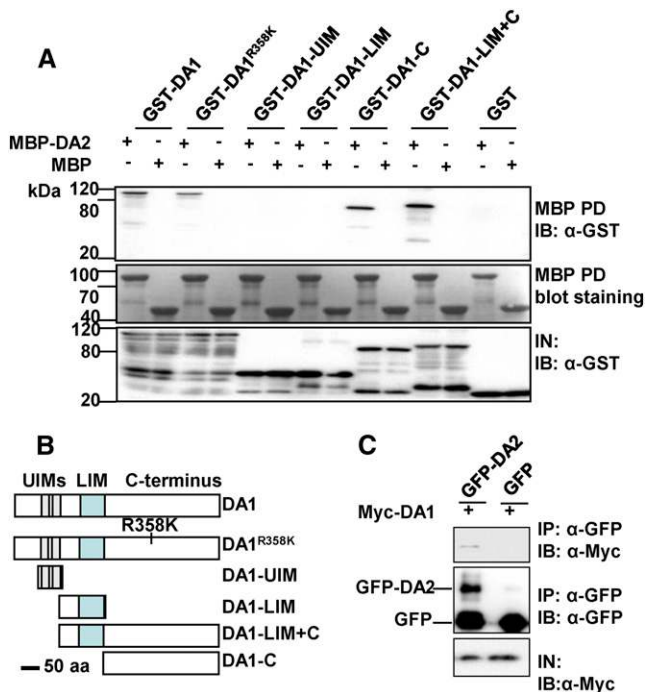 A
GST-DA1
GST-DA1R358K
GST-DA1-UIM
GST-DA1-LIM
GST-DA1-C
GST-DA1-LIM+C
GST
MBP-DA2 + - + - + - + - + - + - + -
MBP - + - + - + - + - + - + - +
kDa
120
80
20
MBP PD
IB: α-GST
100
70
40
MBP PD
blot staining
120
80
20
IN:
IB: α-GST
B
UIMs LIM C-terminus
DA1
R358K
DA1R358K
DA1-UIM
DA1-LIM
DA1-LIM+C
DA1-C
50 aa
C
GFP-DA2
GFP
Myc-DA1 + +
IP: α-GFP
IB: α-Myc
GFP-DA2
GFP
IP: α-GFP
IB: α-GFP
IN:
IB:α-Myc